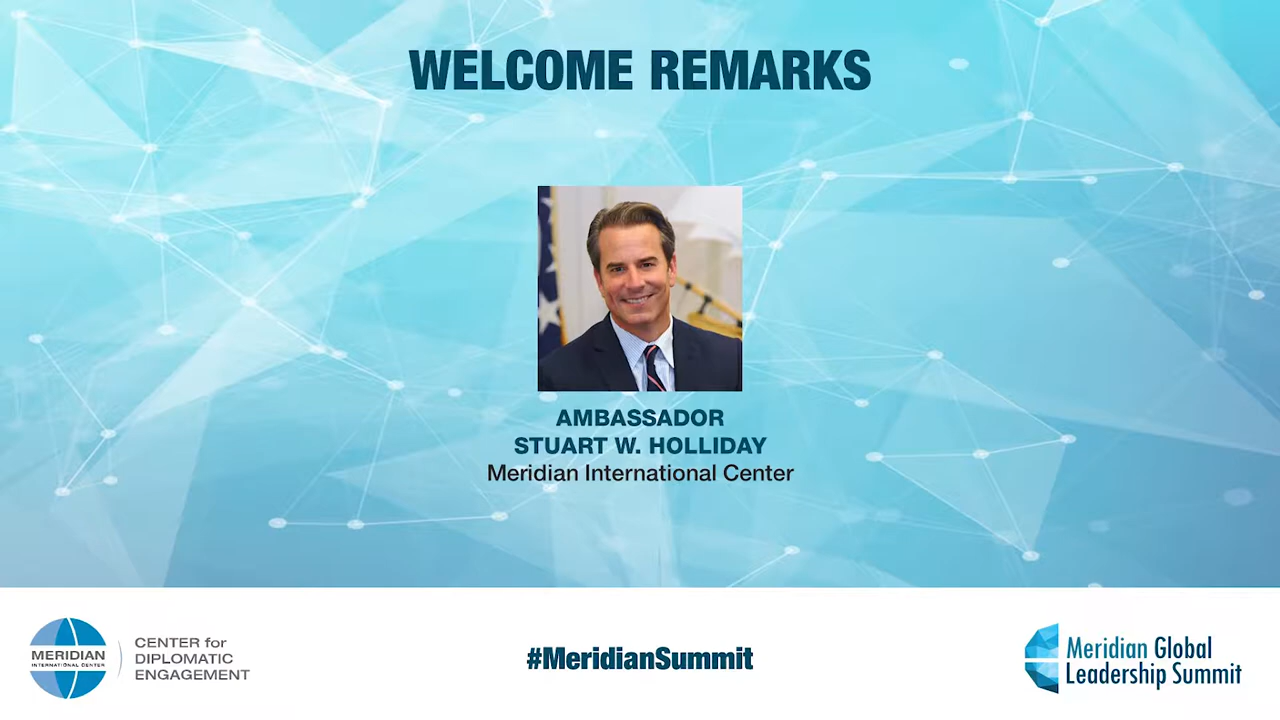 WELCOME REMARKS
AMBASSADOR
STUART W. HOLLIDAY
Meridian International Center
MERIDIAN
INTERNATIONAL CENTER
CENTER for
DIPLOMATIC
ENGAGEMENT
#MeridianSummit
Meridian Global
Leadership Summit